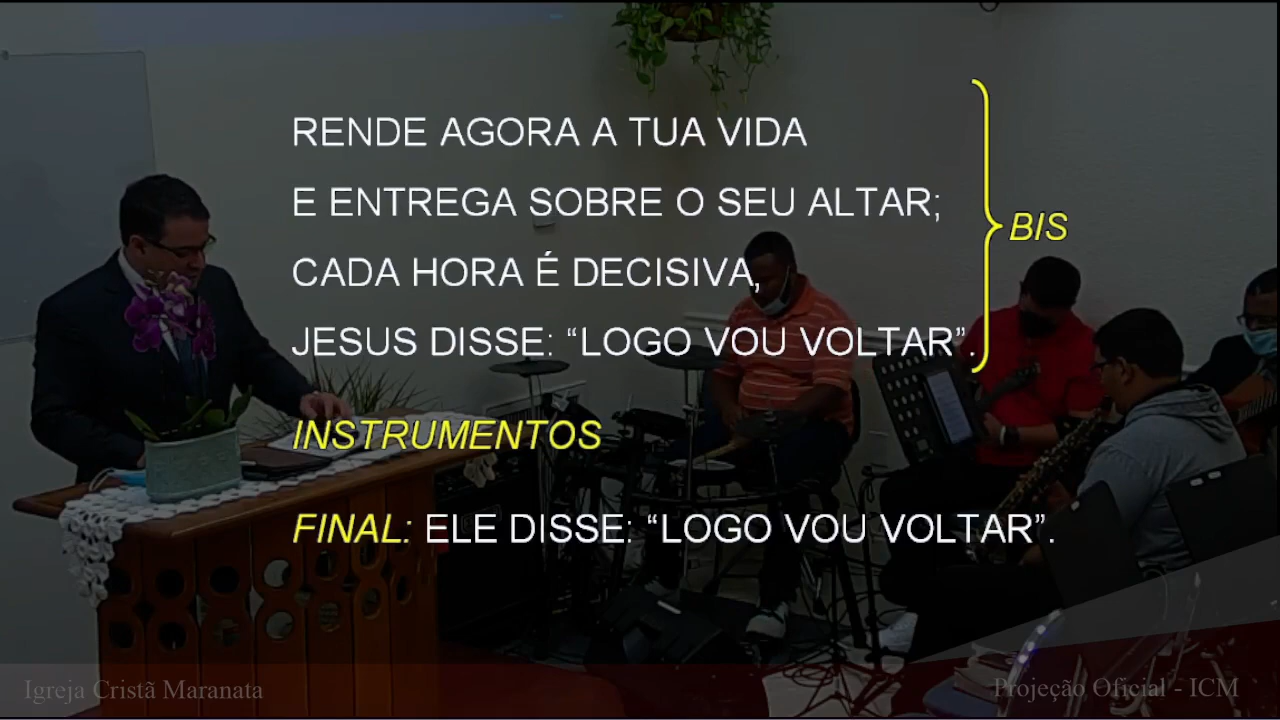 RENDE AGORA A TUA VIDA
E ENTREGA SOBRE O SEU ALTAR;
CADA HORA É DECISIVA,
JESUS DISSE: “LOGO VOU VOLTAR”.
BIS
INSTRUMENTOS
FINAL: ELE DISSE: “LOGO VOU VOLTAR”.
Igreja Cristã Maranata
Projeção Oficial - ICM